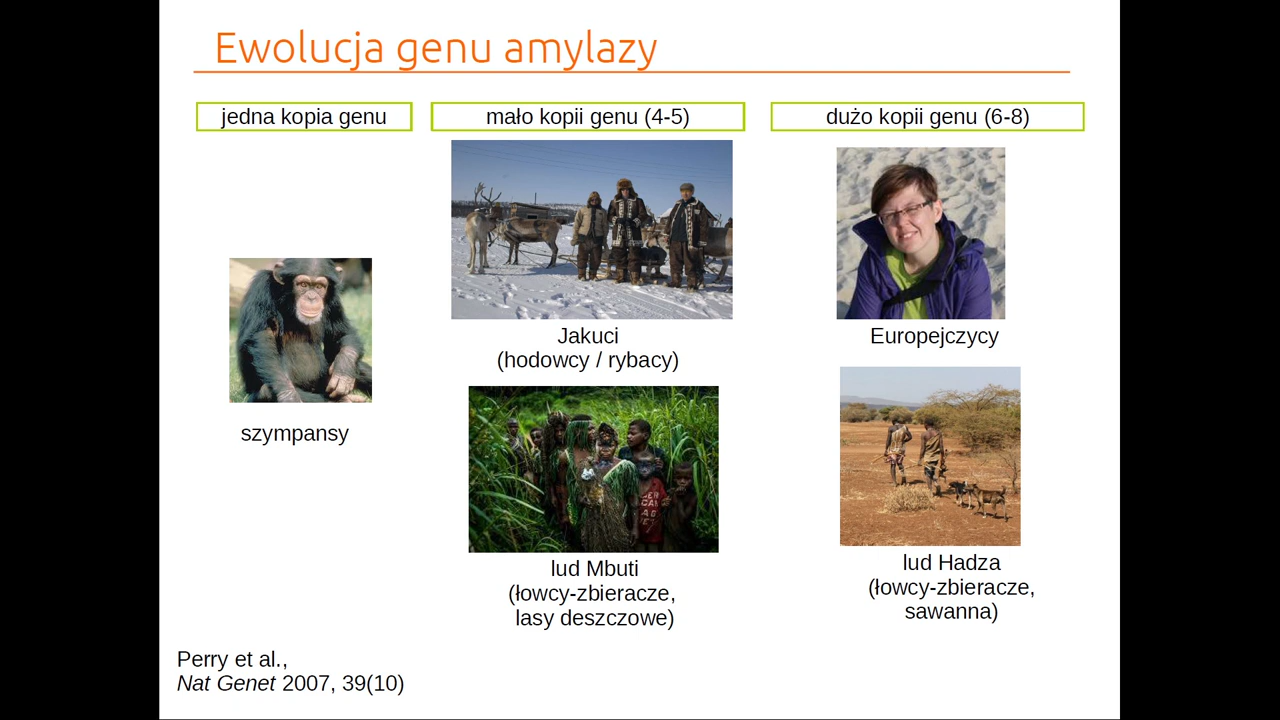 Ewolucja genu amylazy
jedna kopia genu
mało kopii genu (4-5)
dużo kopii genu (6-8)
szympansy
Jakuci
(hodowcy / rybacy)
lud Mbuti
(łowcy-zbieracze,
lasy deszczowe)
Europejczycy
lud Hadza
(łowcy-zbieracze,
sawanna)
Perry et al.,
Nat Genet 2007, 39(10)